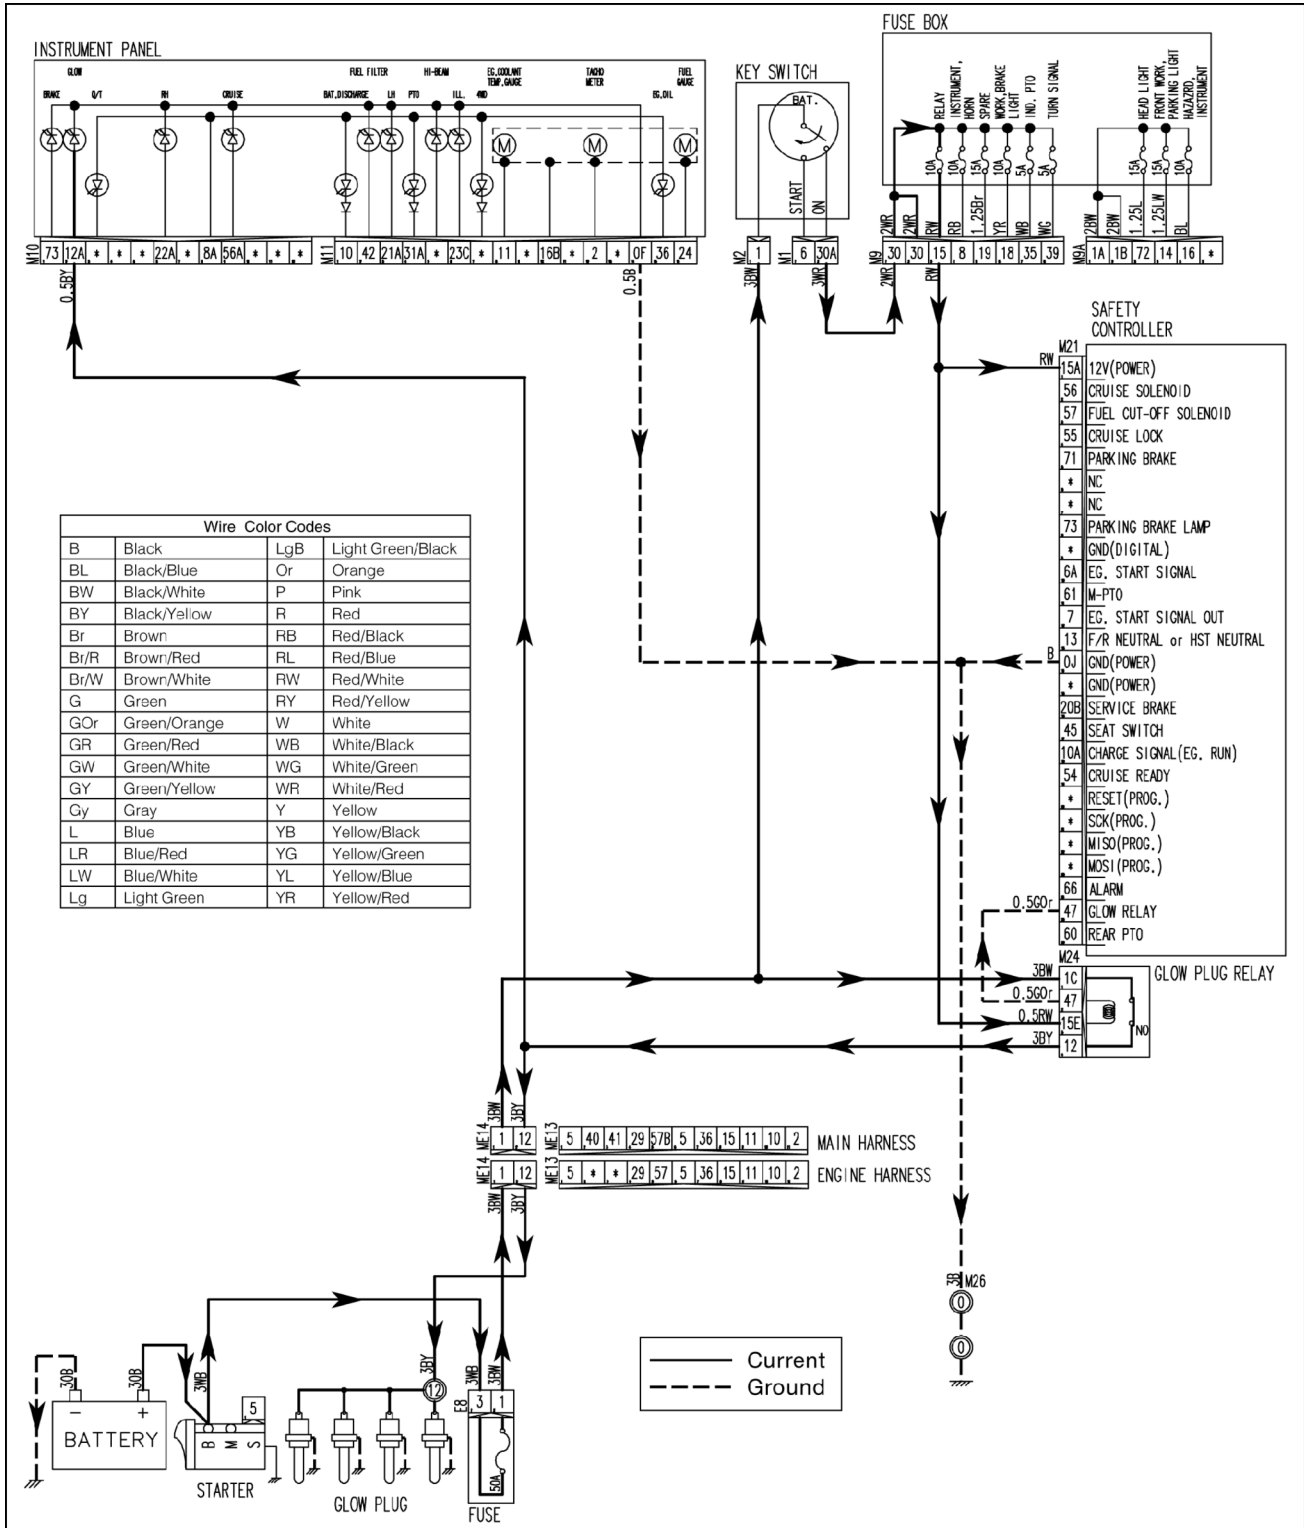 FUSE BOX
INSTRUMENT PANEL
KEY SWITCH
GLOW
FUEL FILTER
HI-BEAM
EG.COOLANT
TEMP.GAUGE
TACHO
METER
FUEL
GAUGE
BRAKE
O/T
RH
CRUISE
BAT.DISCHARGE
LH
PTO
ILL.
4WD
EG.OIL
M
M
M
BAT.
START
ON
RELAY
INSTRUMENT,
HORN
SPARE
WORK,BRAKE
LIGHT
IND. PTO
TURN SIGNAL
HEAD LIGHT
FRONT WORK,
PARKING LIGHT
HAZAZRD,
INSTRUMENT
10A
10A
15A
10A
5A
5A
15A
15A
10A
2WR
2WR
RW
RB
1.25Br
YR
WB
WG
2BW
2BW
1.25L
1.25LW
BL
M10
73 12A * * * 22A * 8A 56A * * *
M11
10 42 21A 31A * 23C * 11 * 16B * 2 * 0F 36 24
M2
1
M1
6 30A
M9
30 30 15 8 19 18 35 39
M9A
1A 1B 72 14 16 *
0.5BY
0.5B
3BW
3WR
2WR
RW
SAFETY
CONTROLLER
M21
RW
15A 12V(POWER)
56 CRUISE SOLENOID
57 FUEL CUT-OFF SOLENOID
55 CRUISE LOCK
71 PARKING BRAKE
* NC
* NC
73 PARKING BRAKE LAMP
* GND(DIGITAL)
6A EG. START SIGNAL
61 M-PTO
7 EG. START SIGNAL OUT
13 F/R NEUTRAL or HST NEUTRAL
B
0J GND(POWER)
* GND(POWER)
20B SERVICE BRAKE
45 SEAT SWITCH
10A CHARGE SIGNAL(EG. RUN)
54 CRUISE READY
* RESET(PROG.)
* SCK(PROG.)
* MISO(PROG.)
* MOSI(PROG.)
66 ALARM
0.5GOr
47 GLOW RELAY
60 REAR PTO
Wire Color Codes
B Black LgB Light Green/Black
BL Black/Blue Or Orange
BW Black/White P Pink
BY Black/Yellow R Red
Br Brown RB Red/Black
Br/R Brown/Red RL Red/Blue
Br/W Brown/White RW Red/White
G Green RY Red/Yellow
GOr Green/Orange W White
GR Green/Red WB White/Black
GW Green/White WG White/Green
GY Green/Yellow WR White/Red
Gy Gray Y Yellow
L Blue YB Yellow/Black
LR Blue/Red YG Yellow/Green
LW Blue/White YL Yellow/Blue
Lg Light Green YR Yellow/Red
M24
3BW 1C
GLOW PLUG RELAY
0.5GOr 47
0.5RW 15E
NO
3BY 12
3BW
3BY
ME14
1 12
ME13
5 40 41 29 57B 5 36 15 11 10 2
MAIN HARNESS
ME14
1 12
ME13
5 * * 29 57 5 36 15 11 10 2
ENGINE HARNESS
3BW
3BY
3B
M26
0
0
30B
30B
3WB
3BY
3WB
3BW
- +
BATTERY
5
B M S
STARTER
12
GLOW PLUG
E8
3 1
50A
FUSE
Current
Ground